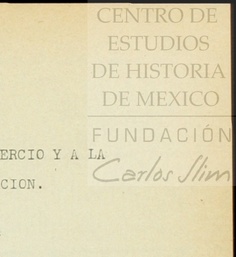 CENTRO DE
ESTUDIOS
DE HISTORIA
DE MEXICO
FUNDACIÓN
Carlos Slim
ERCIO Y A LA
CION.